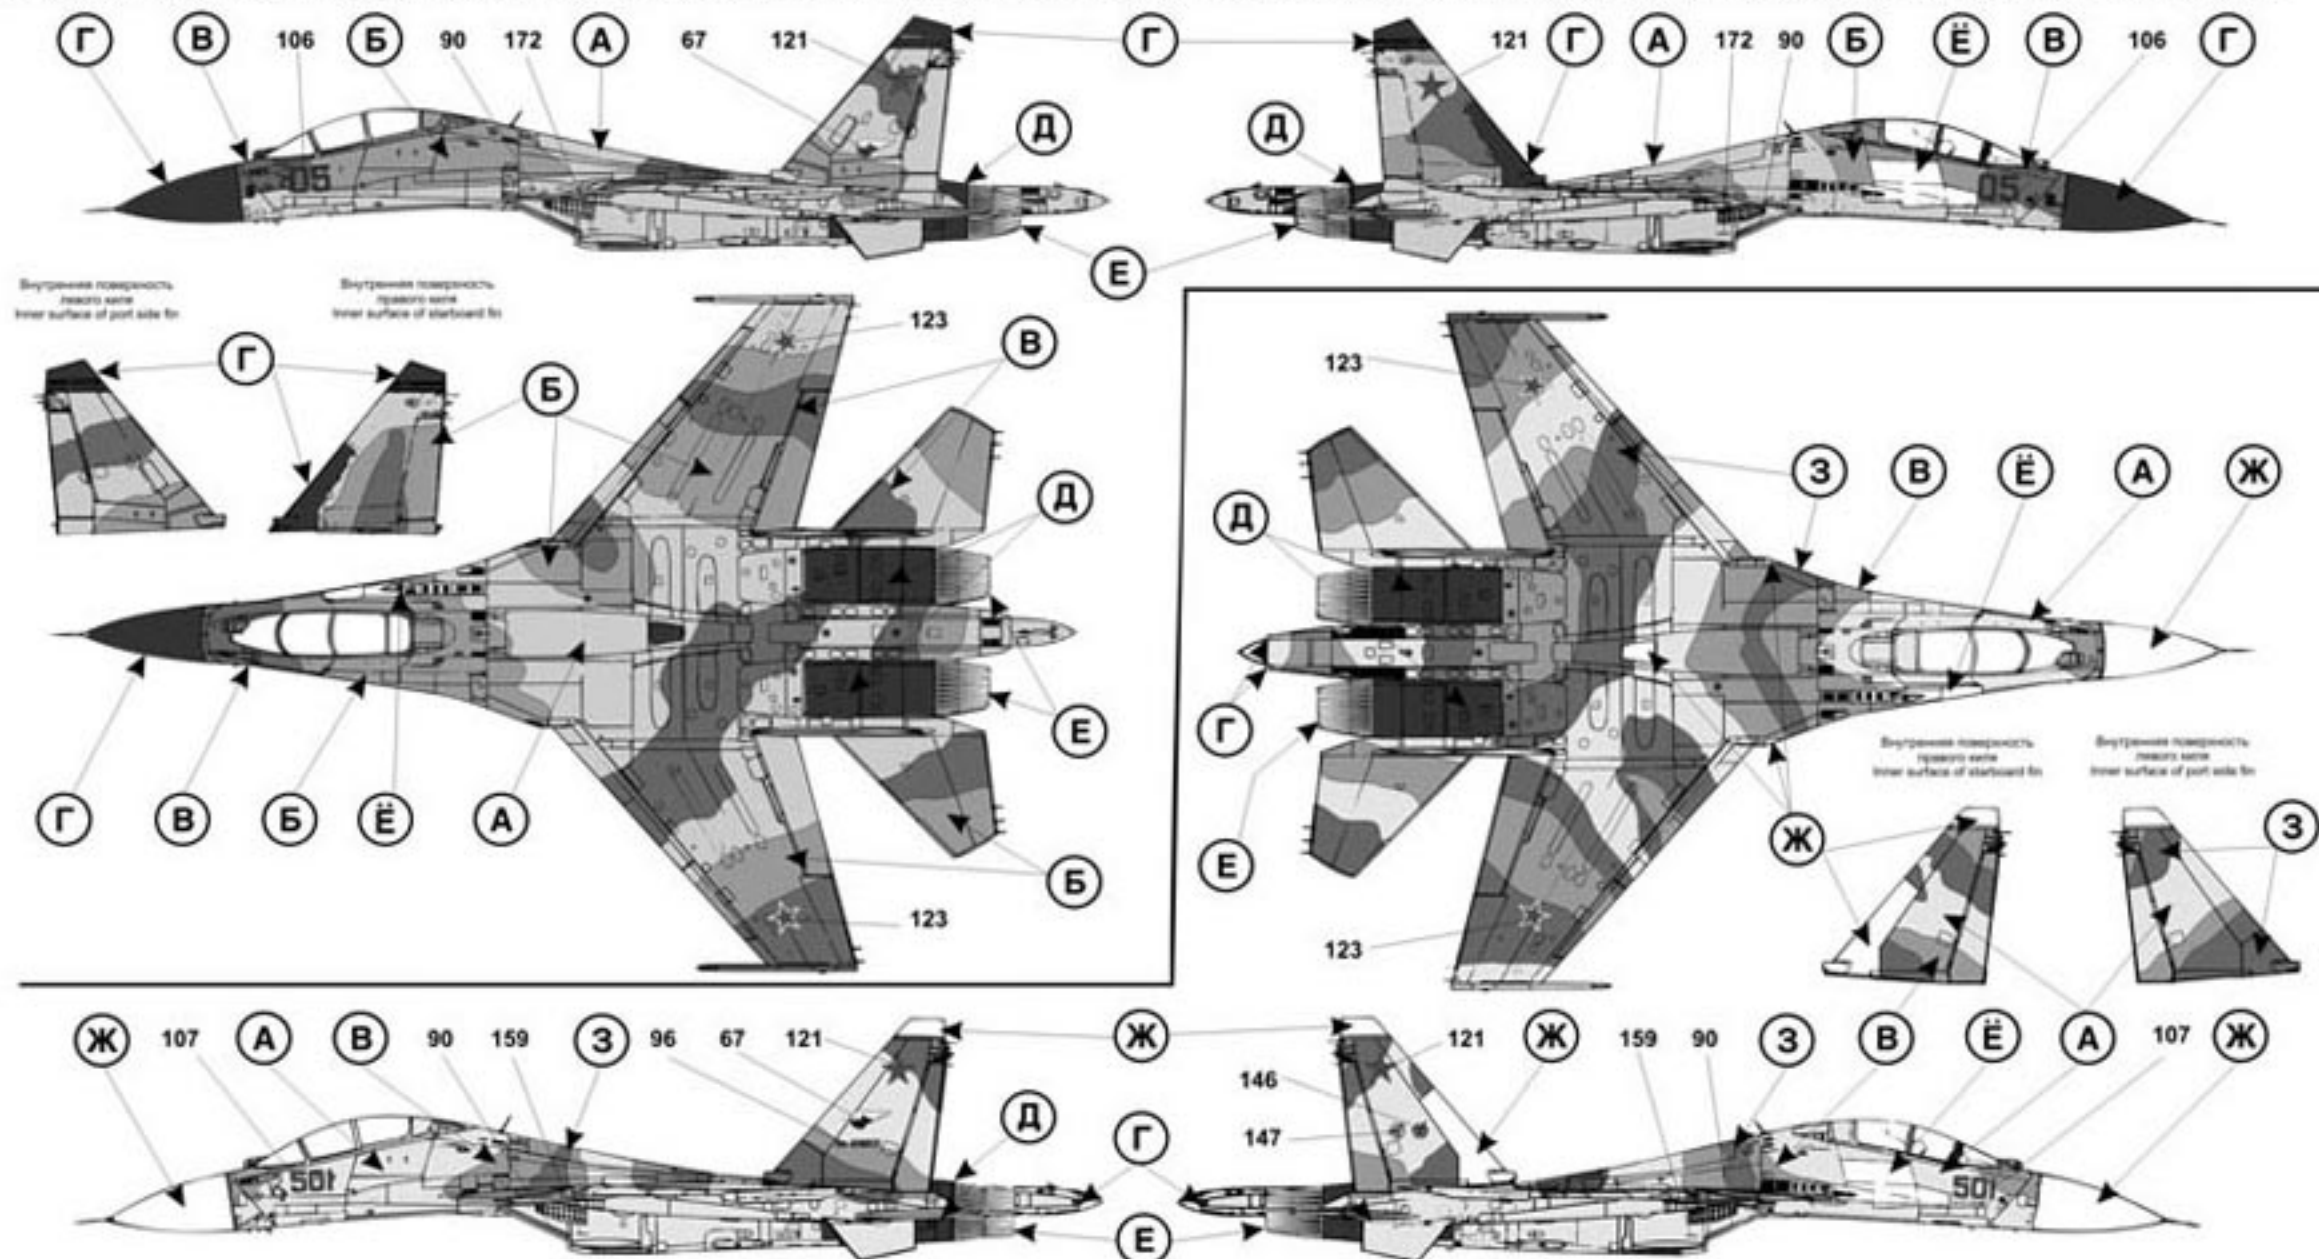 Г В 106 Б 90 172 А 67 121 Г 121 Г А 172 90 Б Ё В 106 Г
Д Д
05 05
Е
Внутренняя поверхность
левого киля
Inner surface of port side fin
Внутренняя поверхность
правого киля
Inner surface of starboard fin
Г
Б
123
В
Д
Е
Г В Б Ё А
Б
123
123
З В Ё А Ж
Д
Г
Е
Внутренняя поверхность
правого киля
Inner surface of starboard fin
Внутренняя поверхность
левого киля
Inner surface of port side fin
Ж
З
123
Ж 107 А В 90 159 З 96 67 121 Ж 121 Ж 159 90 З В Ё А 107 Ж
146
Д Г 147
501 501
Е